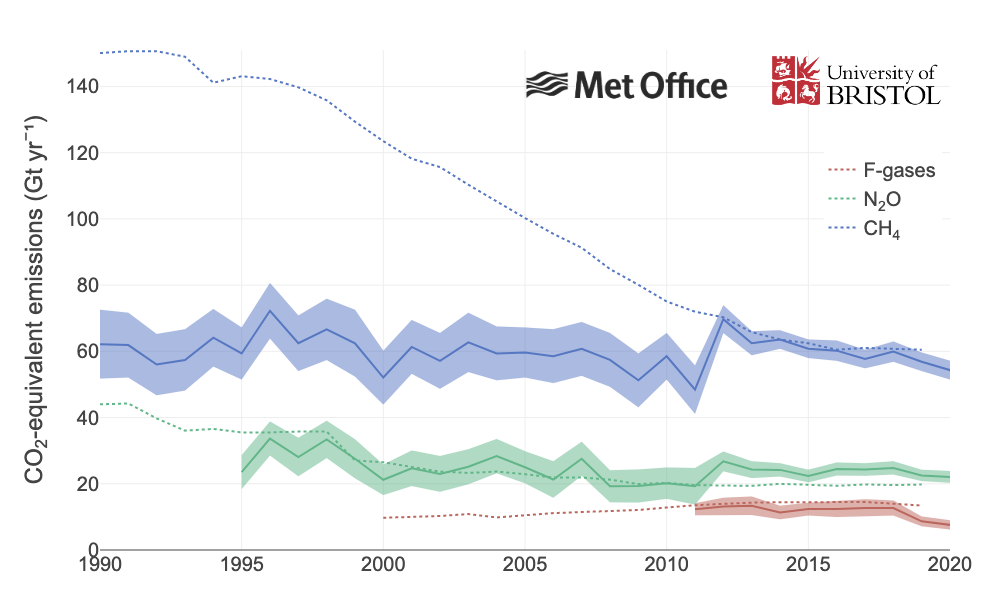 Met Office
University of
BRISTOL
CO₂-equivalent emissions (Gt yr⁻¹)
140
120
100
80
60
40
20
0
F-gases
N₂O
CH₄
1990
1995
2000
2005
2010
2015
2020